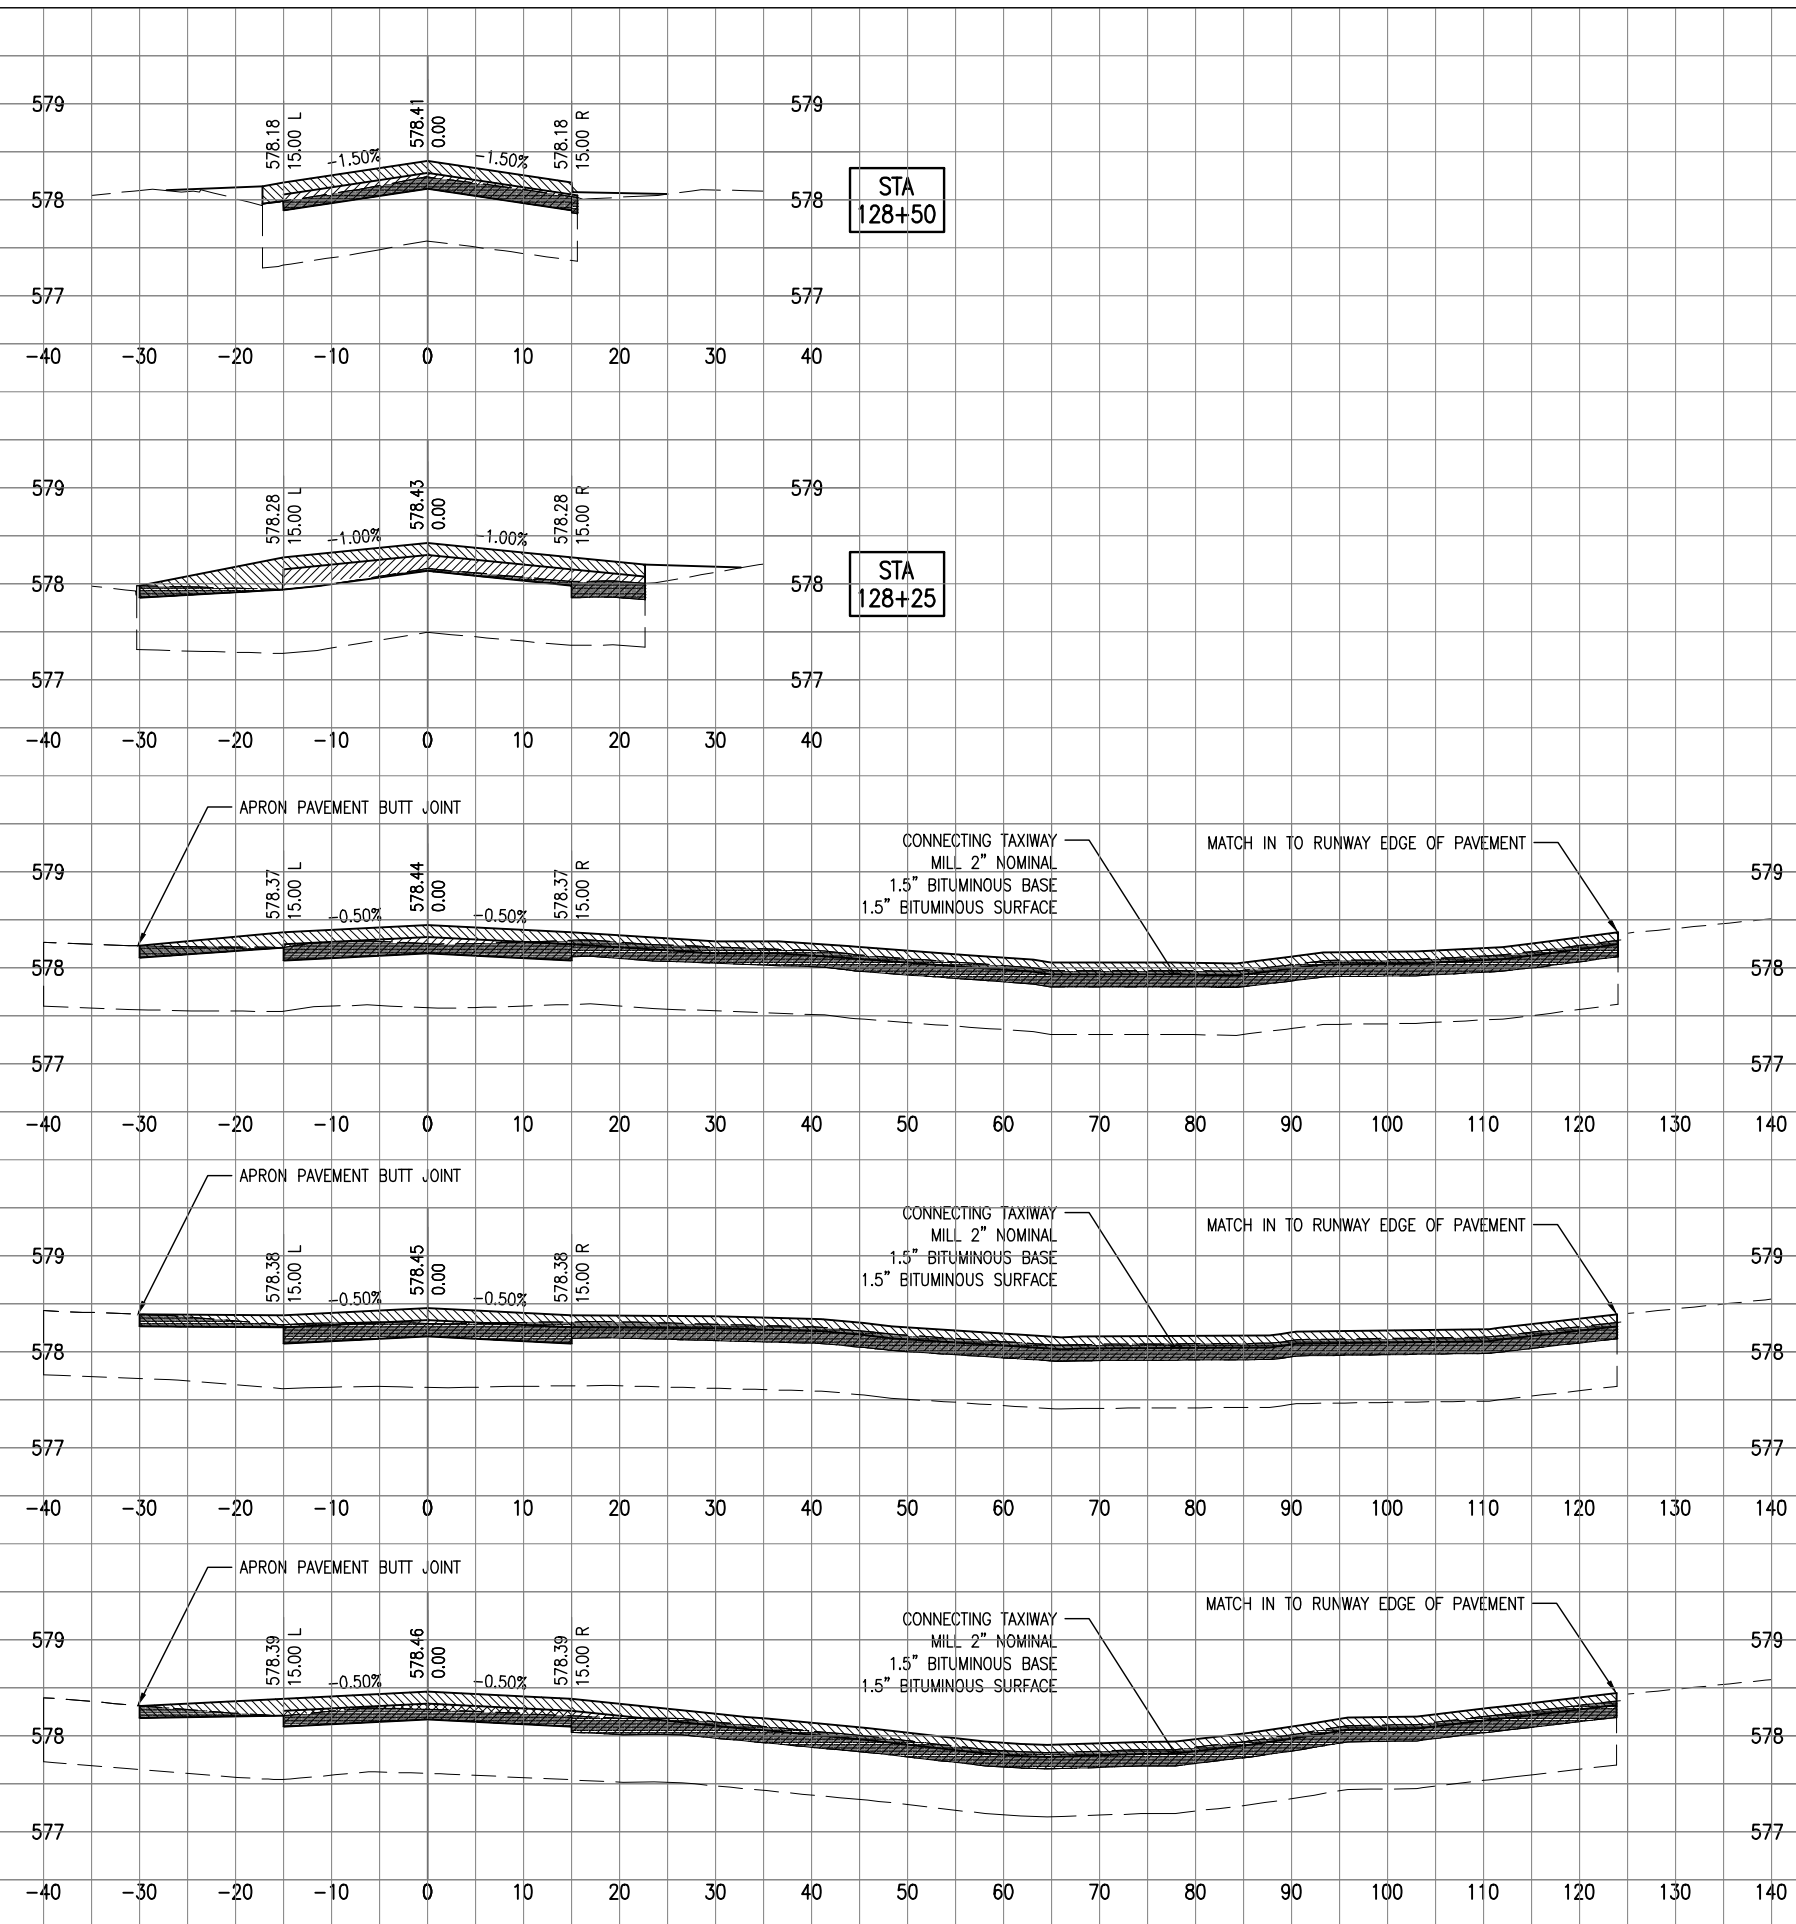 579
579
578.18
15.00 L
-1.50%
578.41
0.00
-1.50%
578.18
15.00 R
578
578
STA
128+50
577
577
-40 -30 -20 -10 0 10 20 30 40
579
579
578.28
15.00 L
-1.00%
578.43
0.00
-1.00%
578.28
15.00 R
578
578
STA
128+25
577
577
-40 -30 -20 -10 0 10 20 30 40
APRON PAVEMENT BUTT JOINT
CONNECTING TAXIWAY
MILL 2" NOMINAL
1.5" BITUMINOUS BASE
1.5" BITUMINOUS SURFACE
MATCH IN TO RUNWAY EDGE OF PAVEMENT
579
579
578.37
15.00 L
-0.50%
578.44
0.00
-0.50%
578.37
15.00 R
578
578
577
577
-40 -30 -20 -10 0 10 20 30 40 50 60 70 80 90 100 110 120 130 140
APRON PAVEMENT BUTT JOINT
CONNECTING TAXIWAY
MILL 2" NOMINAL
1.5" BITUMINOUS BASE
1.5" BITUMINOUS SURFACE
MATCH IN TO RUNWAY EDGE OF PAVEMENT
579
579
578.38
15.00 L
-0.50%
578.45
0.00
-0.50%
578.38
15.00 R
578
578
577
577
-40 -30 -20 -10 0 10 20 30 40 50 60 70 80 90 100 110 120 130 140
APRON PAVEMENT BUTT JOINT
CONNECTING TAXIWAY
MILL 2" NOMINAL
1.5" BITUMINOUS BASE
1.5" BITUMINOUS SURFACE
MATCH IN TO RUNWAY EDGE OF PAVEMENT
579
579
578.39
15.00 L
-0.50%
578.46
0.00
-0.50%
578.39
15.00 R
578
578
577
577
-40 -30 -20 -10 0 10 20 30 40 50 60 70 80 90 100 110 120 130 140